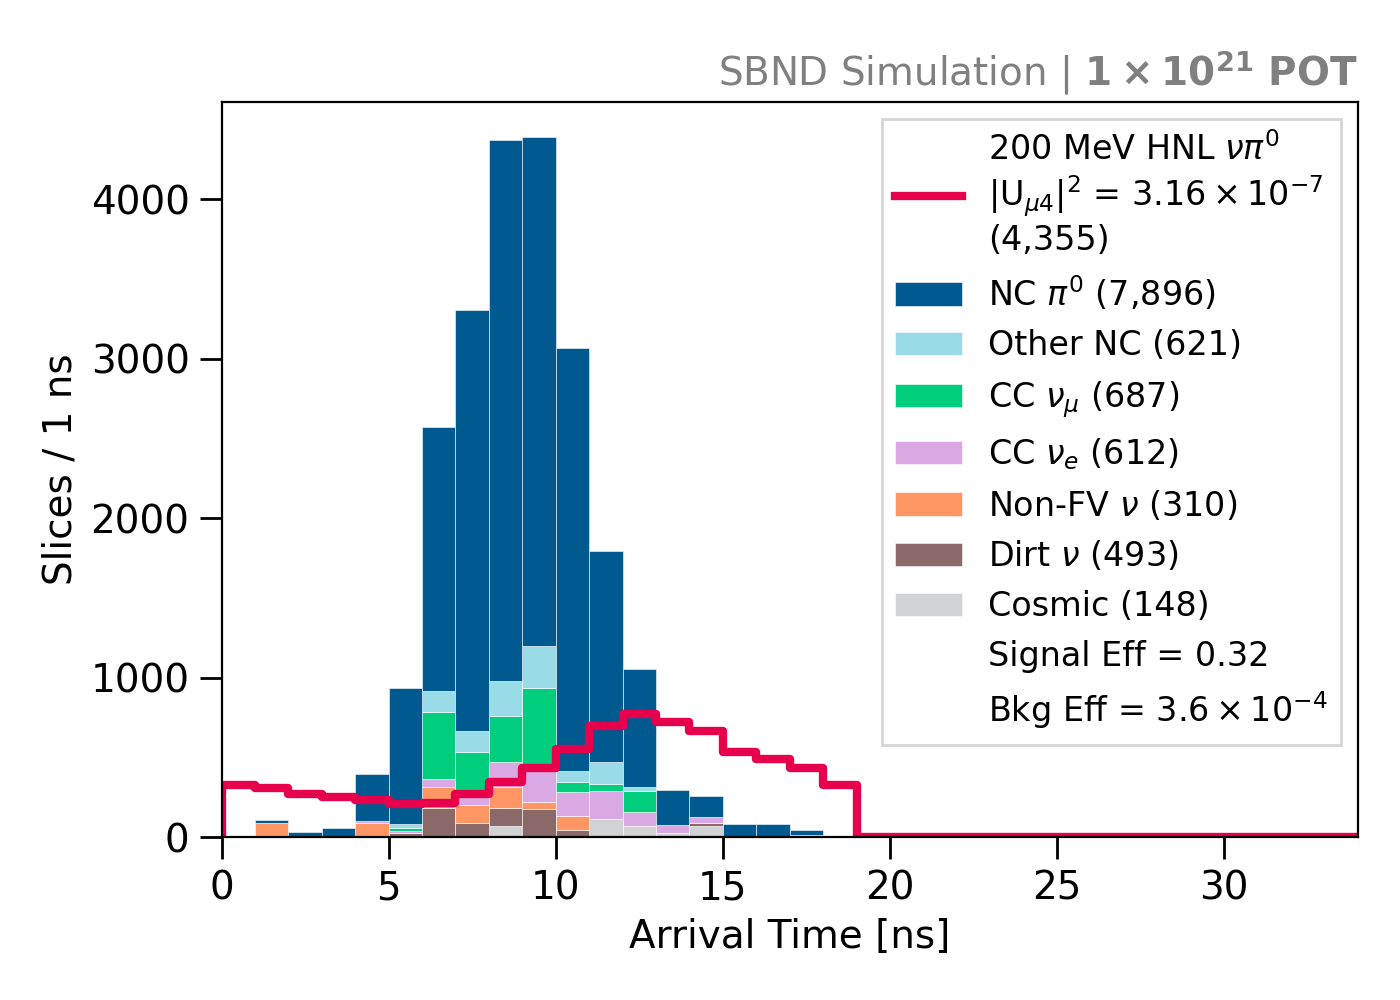 SBND Simulation | 1 × 10²¹ POT
200 MeV HNL νπ⁰
|U_{μ4}|² = 3.16 × 10⁻⁷
(4,355)
NC π⁰ (7,896)
Other NC (621)
CC ν_μ (687)
CC ν_e (612)
Non-FV ν (310)
Dirt ν (493)
Cosmic (148)
Signal Eff = 0.32
Bkg Eff = 3.6 × 10⁻⁴
Slices / 1 ns
4000
3000
2000
1000
0
0 5 10 15 20 25 30
Arrival Time [ns]